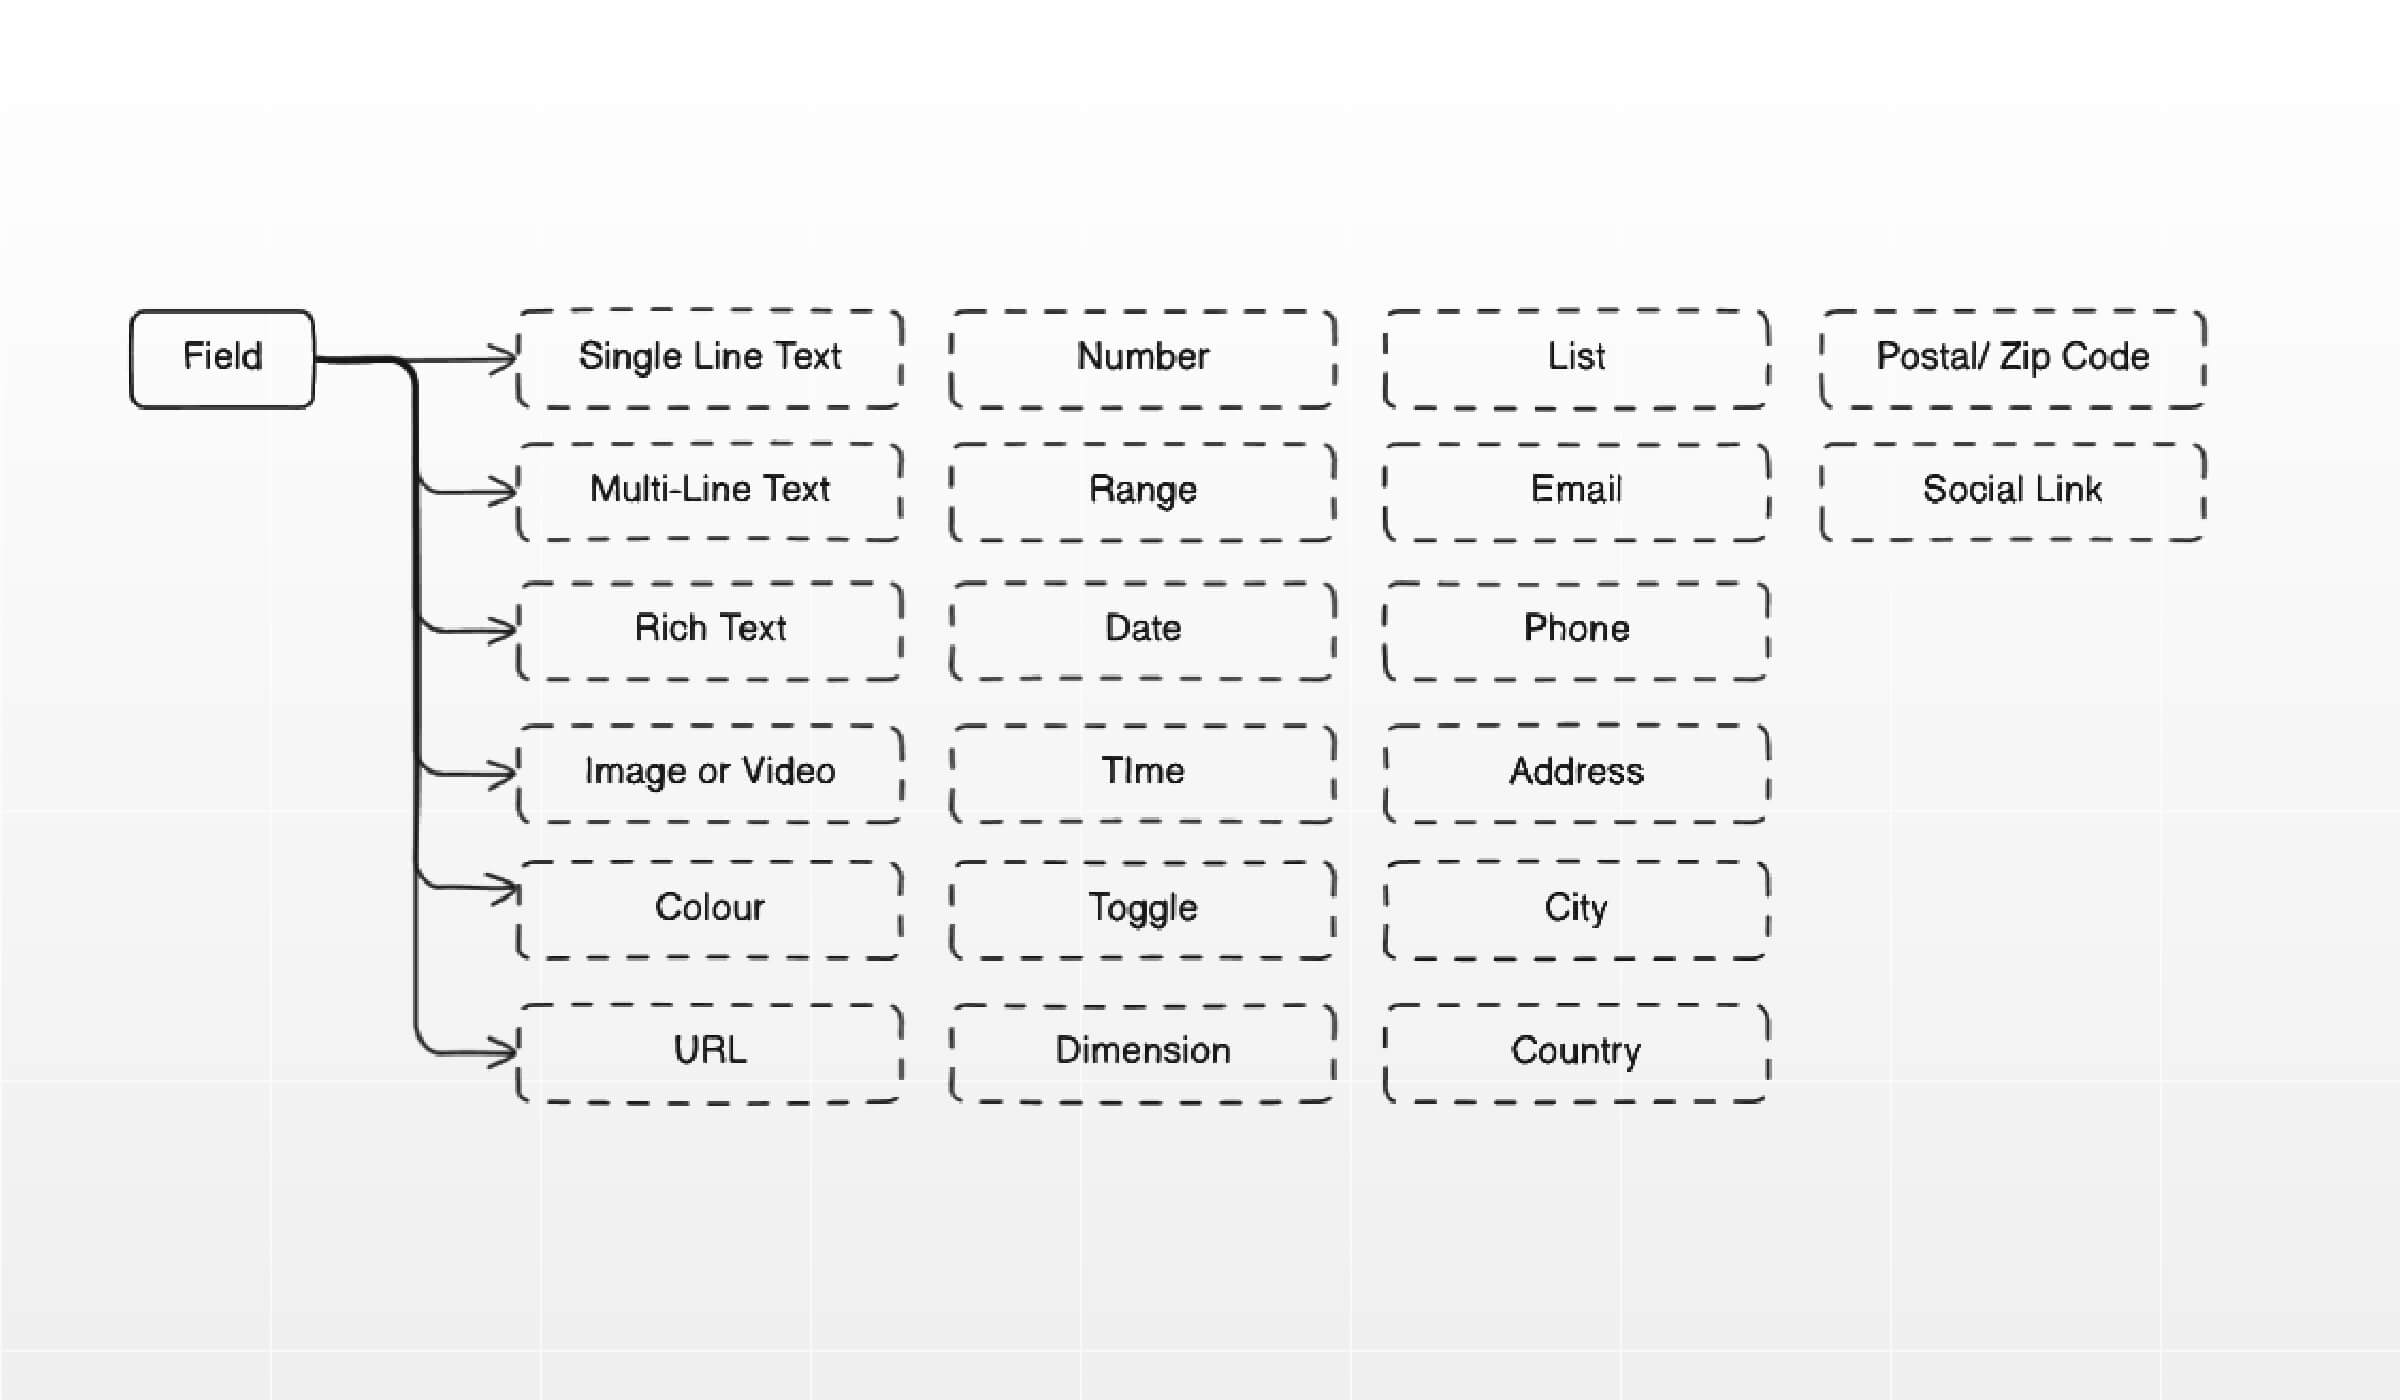 Field
Single Line Text
Number
List
Postal/ Zip Code
Multi-Line Text
Range
Email
Social Link
Rich Text
Date
Phone
Image or Video
TIme
Address
Colour
Toggle
City
URL
Dimension
Country